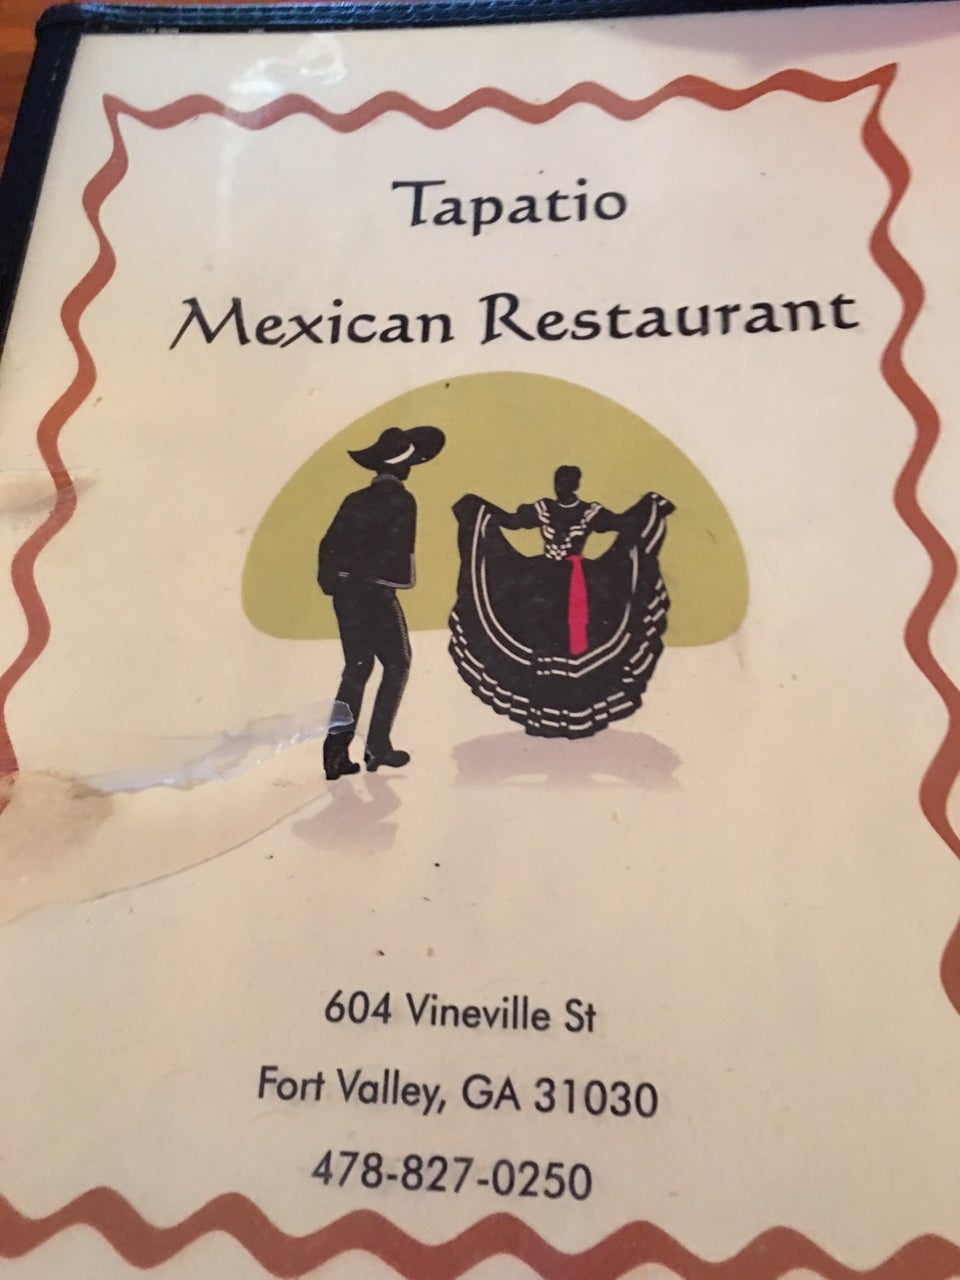 Tapatio
Mexican Restaurant
604 Vineville St
Fort Valley, GA 31030
478-827-0250